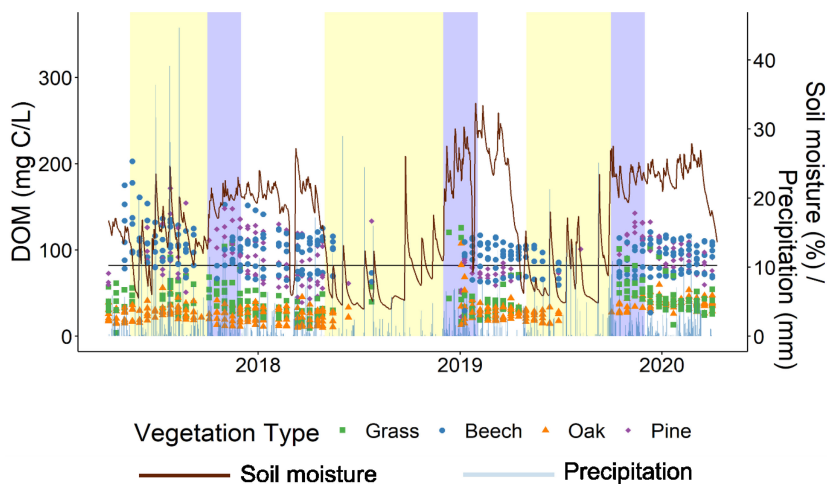 DOM (mg C/L)
300
200
100
0
40
30
20
10
0
Soil moisture (%) /
Precipitation (mm)
2018
2019
2020
Vegetation Type
Grass
Beech
Oak
Pine
Soil moisture
Precipitation